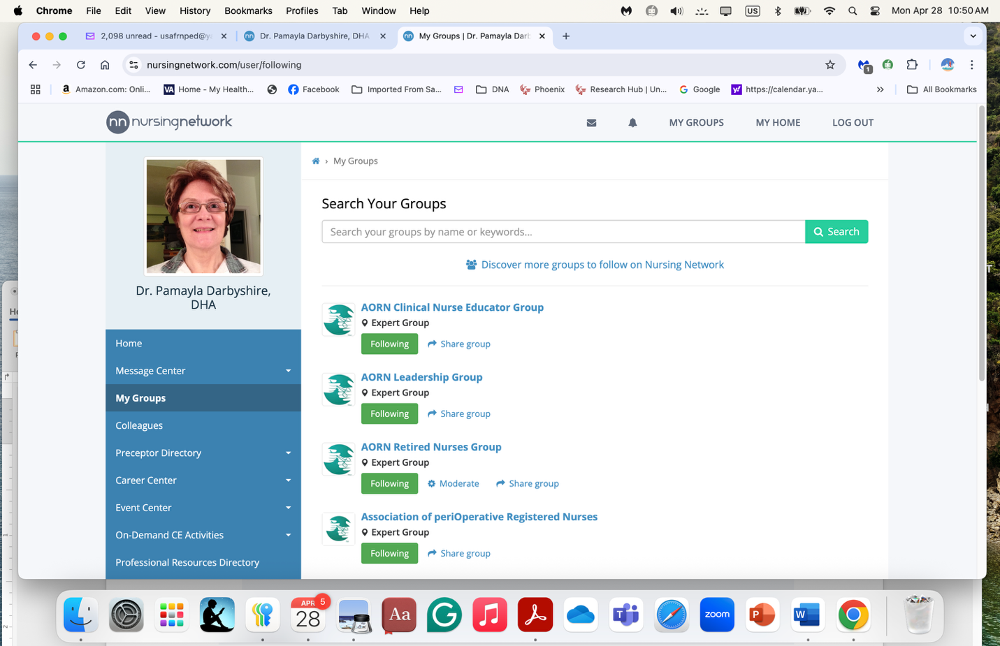 Chrome File Edit View History Bookmarks Profiles Tab Window Help US Mon Apr 28 10:50 AM
2,098 unread - usafrnped@y Dr. Pamayla Darbyshire, DHA My Groups | Dr. Pamayla Dar
nursingnetwork.com/user/following 1
Amazon.com: Onli... VA Home - My Health... Facebook Imported From Sa... DNA Phoenix Research Hub | Un... Google https://calendar.ya... All Bookmarks
nn nursingnetwork MY GROUPS MY HOME LOG OUT
My Groups
Search Your Groups
Search your groups by name or keywords... Search
Discover more groups to follow on Nursing Network
Dr. Pamayla Darbyshire,
DHA
Home
Message Center
My Groups
Colleagues
Preceptor Directory
Career Center
Event Center
On-Demand CE Activities
Professional Resources Directory
AORN Clinical Nurse Educator Group
Expert Group
Following Share group
AORN Leadership Group
Expert Group
Following Share group
AORN Retired Nurses Group
Expert Group
Following Moderate Share group
Association of periOperative Registered Nurses
Expert Group
Following Share group
APR 5
28 Aa zoom P W